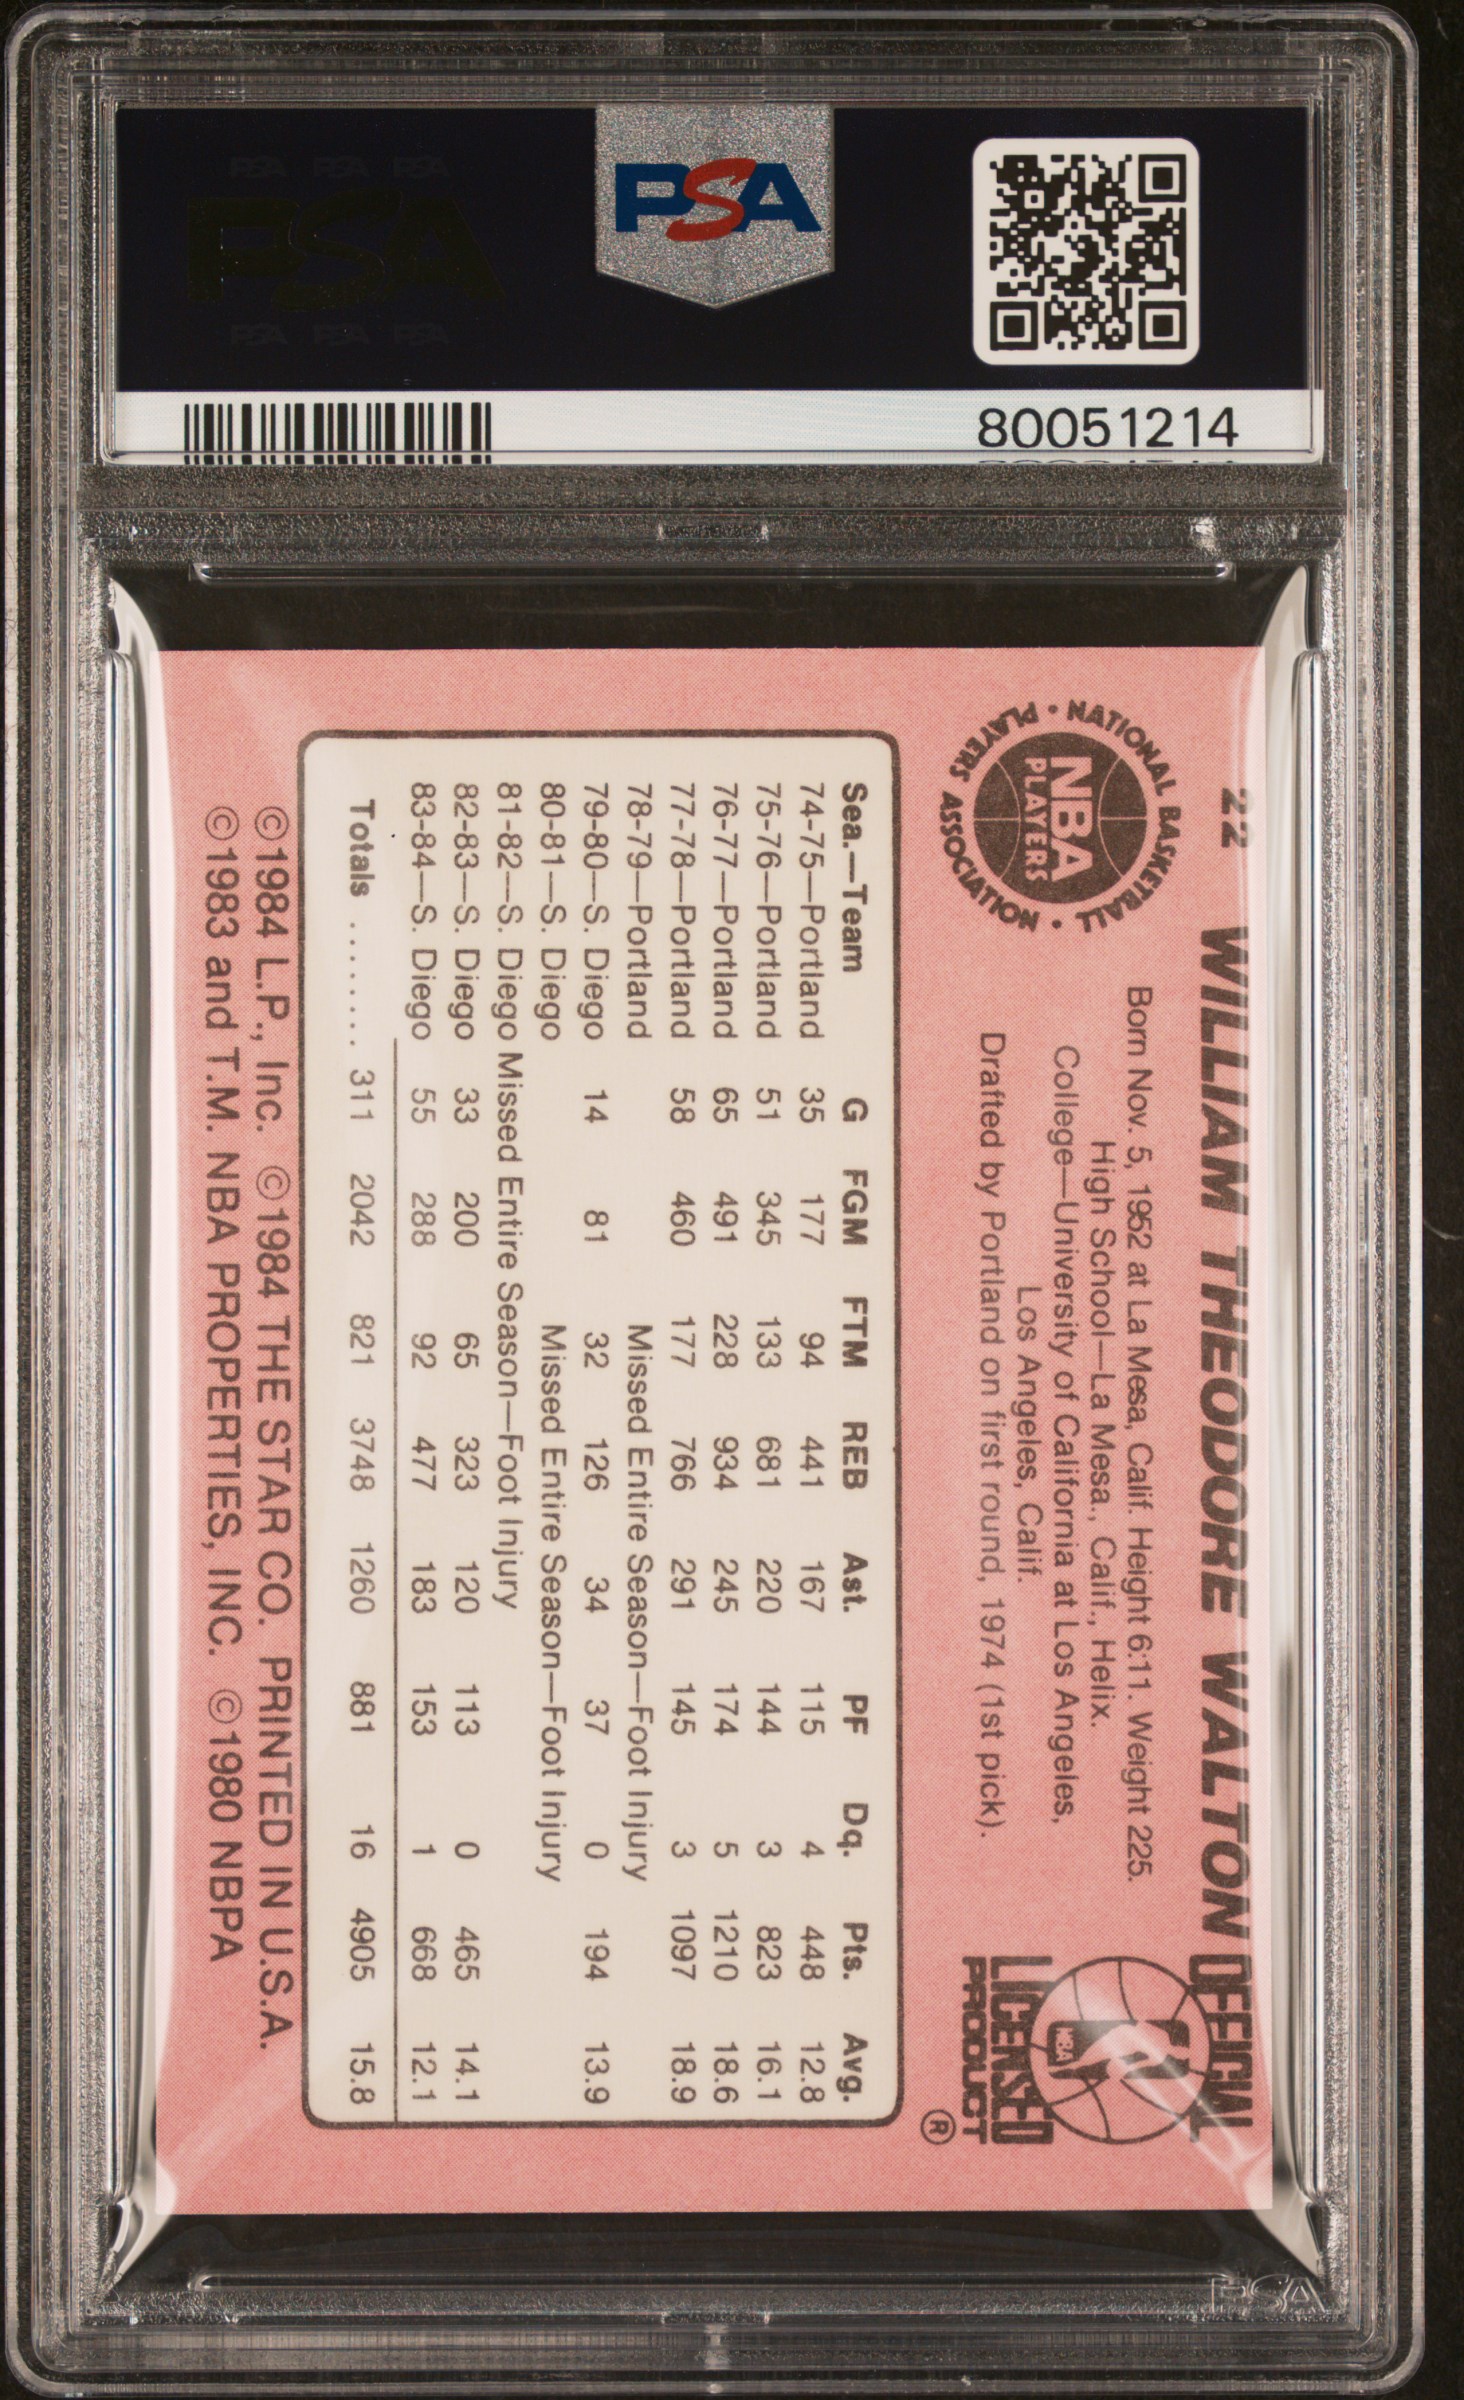 PSA
80051214
22 WILLIAM THEODORE WALTON
Born Nov. 5, 1952 at La Mesa, Calif. Height 6:11. Weight 225.
High School—La Mesa., Calif., Helix.
College—University of California at Los Angeles,
Los Angeles, Calif.
Drafted by Portland on first round, 1974 (1st pick).
NATIONAL BASKETBALL PLAYERS ASSOCIATION
NBA
PLAYERS
OFFICIAL
NBA
LICENSED
PRODUCT
®
Sea.—Team G FGM FTM REB Ast. PF Dq. Pts. Avg.
74-75—Portland 35 177 94 441 167 115 4 448 12.8
75-76—Portland 51 345 133 681 220 144 3 823 16.1
76-77—Portland 65 491 228 934 245 174 5 1210 18.6
77-78—Portland 58 460 177 766 291 145 3 1097 18.9
78-79—Portland Missed Entire Season—Foot Injury
79-80—S. Diego 14 81 32 126 34 37 0 194 13.9
80-81—S. Diego Missed Entire Season—Foot Injury
81-82—S. Diego Missed Entire Season—Foot Injury
82-83—S. Diego 33 200 65 323 120 113 0 465 14.1
83-84—S. Diego 55 288 92 477 183 153 1 668 12.1
Totals ........ 311 2042 821 3748 1260 881 16 4905 15.8
©1984 L.P., Inc. ©1984 THE STAR CO. PRINTED IN U.S.A.
©1983 and T.M. NBA PROPERTIES, INC. ©1980 NBPA
PSA